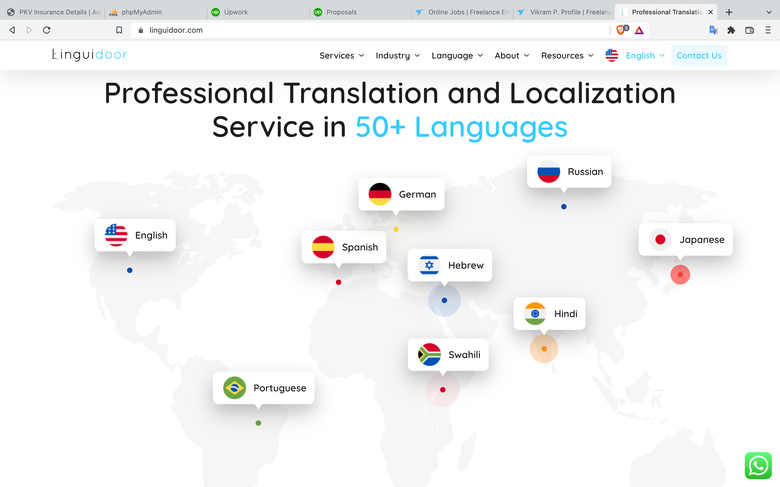 PKV Insurance Details | Ad
phpMyAdmin
Upwork
Proposals
Online Jobs | Freelance Em
Vikram P. Profile | Freelanc
Professional Translatio
linguidoor.com
Linguidoor
Services
Industry
Language
About
Resources
English
Contact Us
Professional Translation and Localization
Service in 50+ Languages
Russian
German
English
Japanese
Spanish
Hebrew
Hindi
Swahili
Portuguese